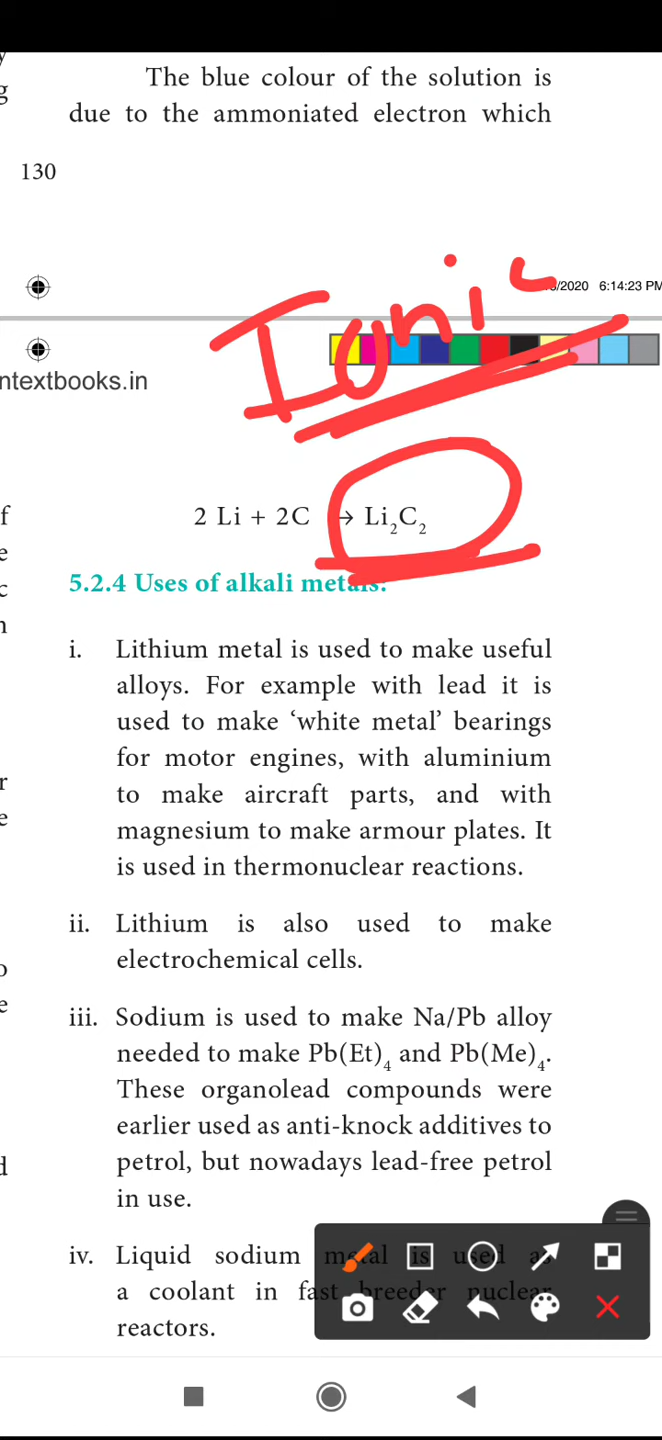 The blue colour of the solution is
due to the ammoniated electron which
130
/2020 6:14:23 PM
Ionic
ntextbooks.in
2 Li + 2C → Li₂C₂
5.2.4 Uses of alkali metals:
i. Lithium metal is used to make useful
alloys. For example with lead it is
used to make ‘white metal’ bearings
for motor engines, with aluminium
to make aircraft parts, and with
magnesium to make armour plates. It
is used in thermonuclear reactions.
ii. Lithium is also used to make
electrochemical cells.
iii. Sodium is used to make Na/Pb alloy
needed to make Pb(Et)₄ and Pb(Me)₄.
These organolead compounds were
earlier used as anti-knock additives to
petrol, but nowadays lead-free petrol
in use.
iv. Liquid sodium metal is used as
a coolant in fast breeder nuclear
reactors.